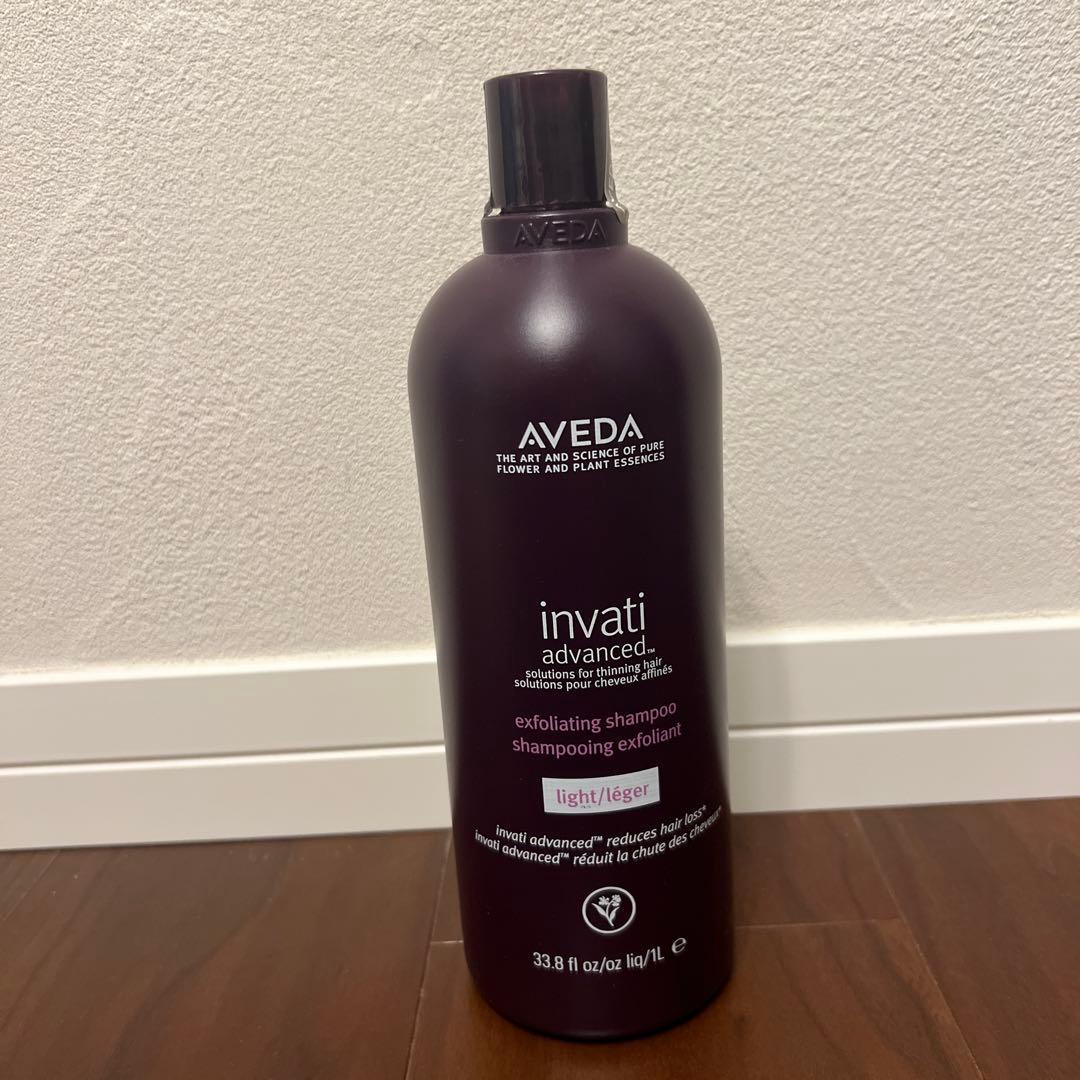 AVEDA
AVEDA
THE ART AND SCIENCE OF PURE
FLOWER AND PLANT ESSENCES
invati
advanced™
solutions for thinning hair
solutions pour cheveux affinés
exfoliating shampoo
shampooing exfoliant
light/léger
invati advanced™ reduces hair loss*
invati advanced™ réduit la chute des cheveux*
33.8 fl oz/oz liq/1L ℮